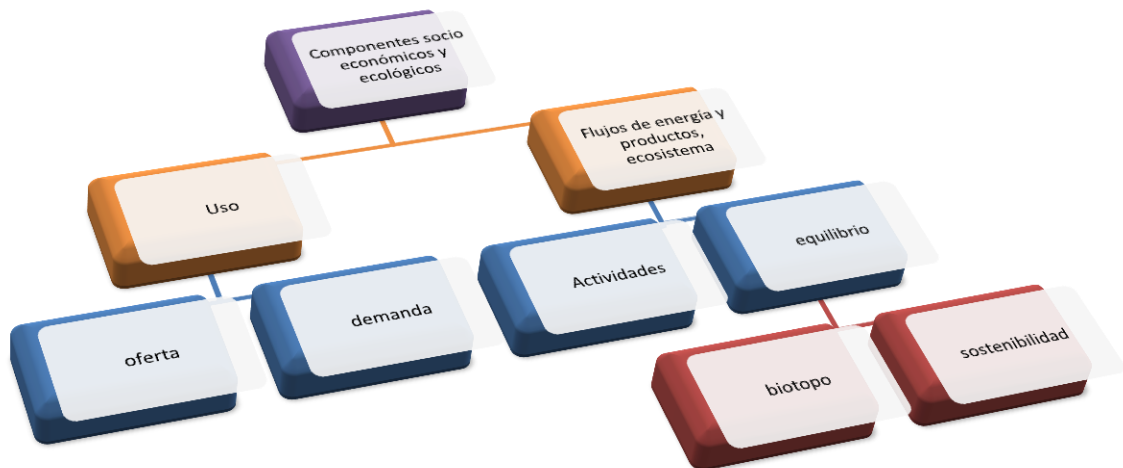 Componentes socio
económicos y
ecológicos
Flujos de energía y
productos,
ecosistema
Uso
equilibrio
Actividades
demanda
oferta
sostenibilidad
biotopo